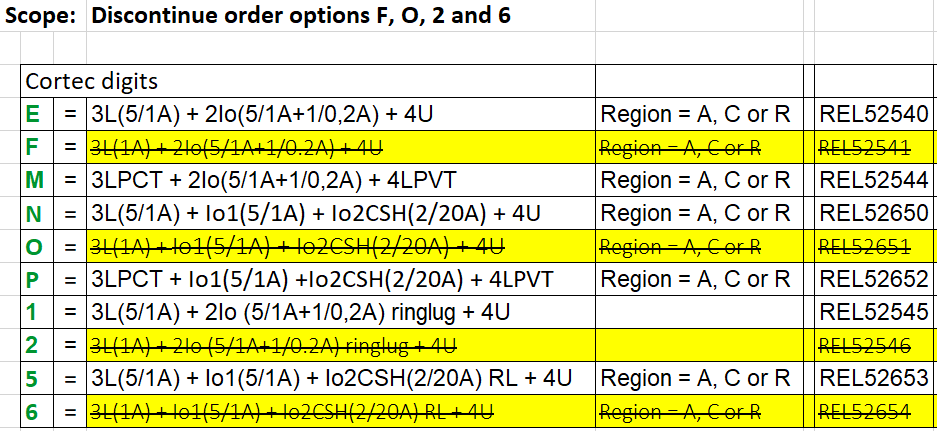 Scope: Discontinue order options F, O, 2 and 6
Cortec digits
E = 3L(5/1A) + 2Io(5/1A+1/0,2A) + 4U Region = A, C or R REL52540
F = 3L(1A) + 2Io(5/1A+1/0.2A) + 4U Region = A, C or R REL52541
M = 3LPCT + 2Io(5/1A+1/0,2A) + 4LPVT Region = A, C or R REL52544
N = 3L(5/1A) + Io1(5/1A) + Io2CSH(2/20A) + 4U Region = A, C or R REL52650
O = 3L(1A) + Io1(5/1A) + Io2CSH(2/20A) + 4U Region = A, C or R REL52651
P = 3LPCT + Io1(5/1A) +Io2CSH(2/20A) + 4LPVT Region = A, C or R REL52652
1 = 3L(5/1A) + 2Io (5/1A+1/0,2A) ringlug + 4U REL52545
2 = 3L(1A) + 2Io (5/1A+1/0.2A) ringlug + 4U REL52546
5 = 3L(5/1A) + Io1(5/1A) + Io2CSH(2/20A) RL + 4U Region = A, C or R REL52653
6 = 3L(1A) + Io1(5/1A) + Io2CSH(2/20A) RL + 4U Region = A, C or R REL52654